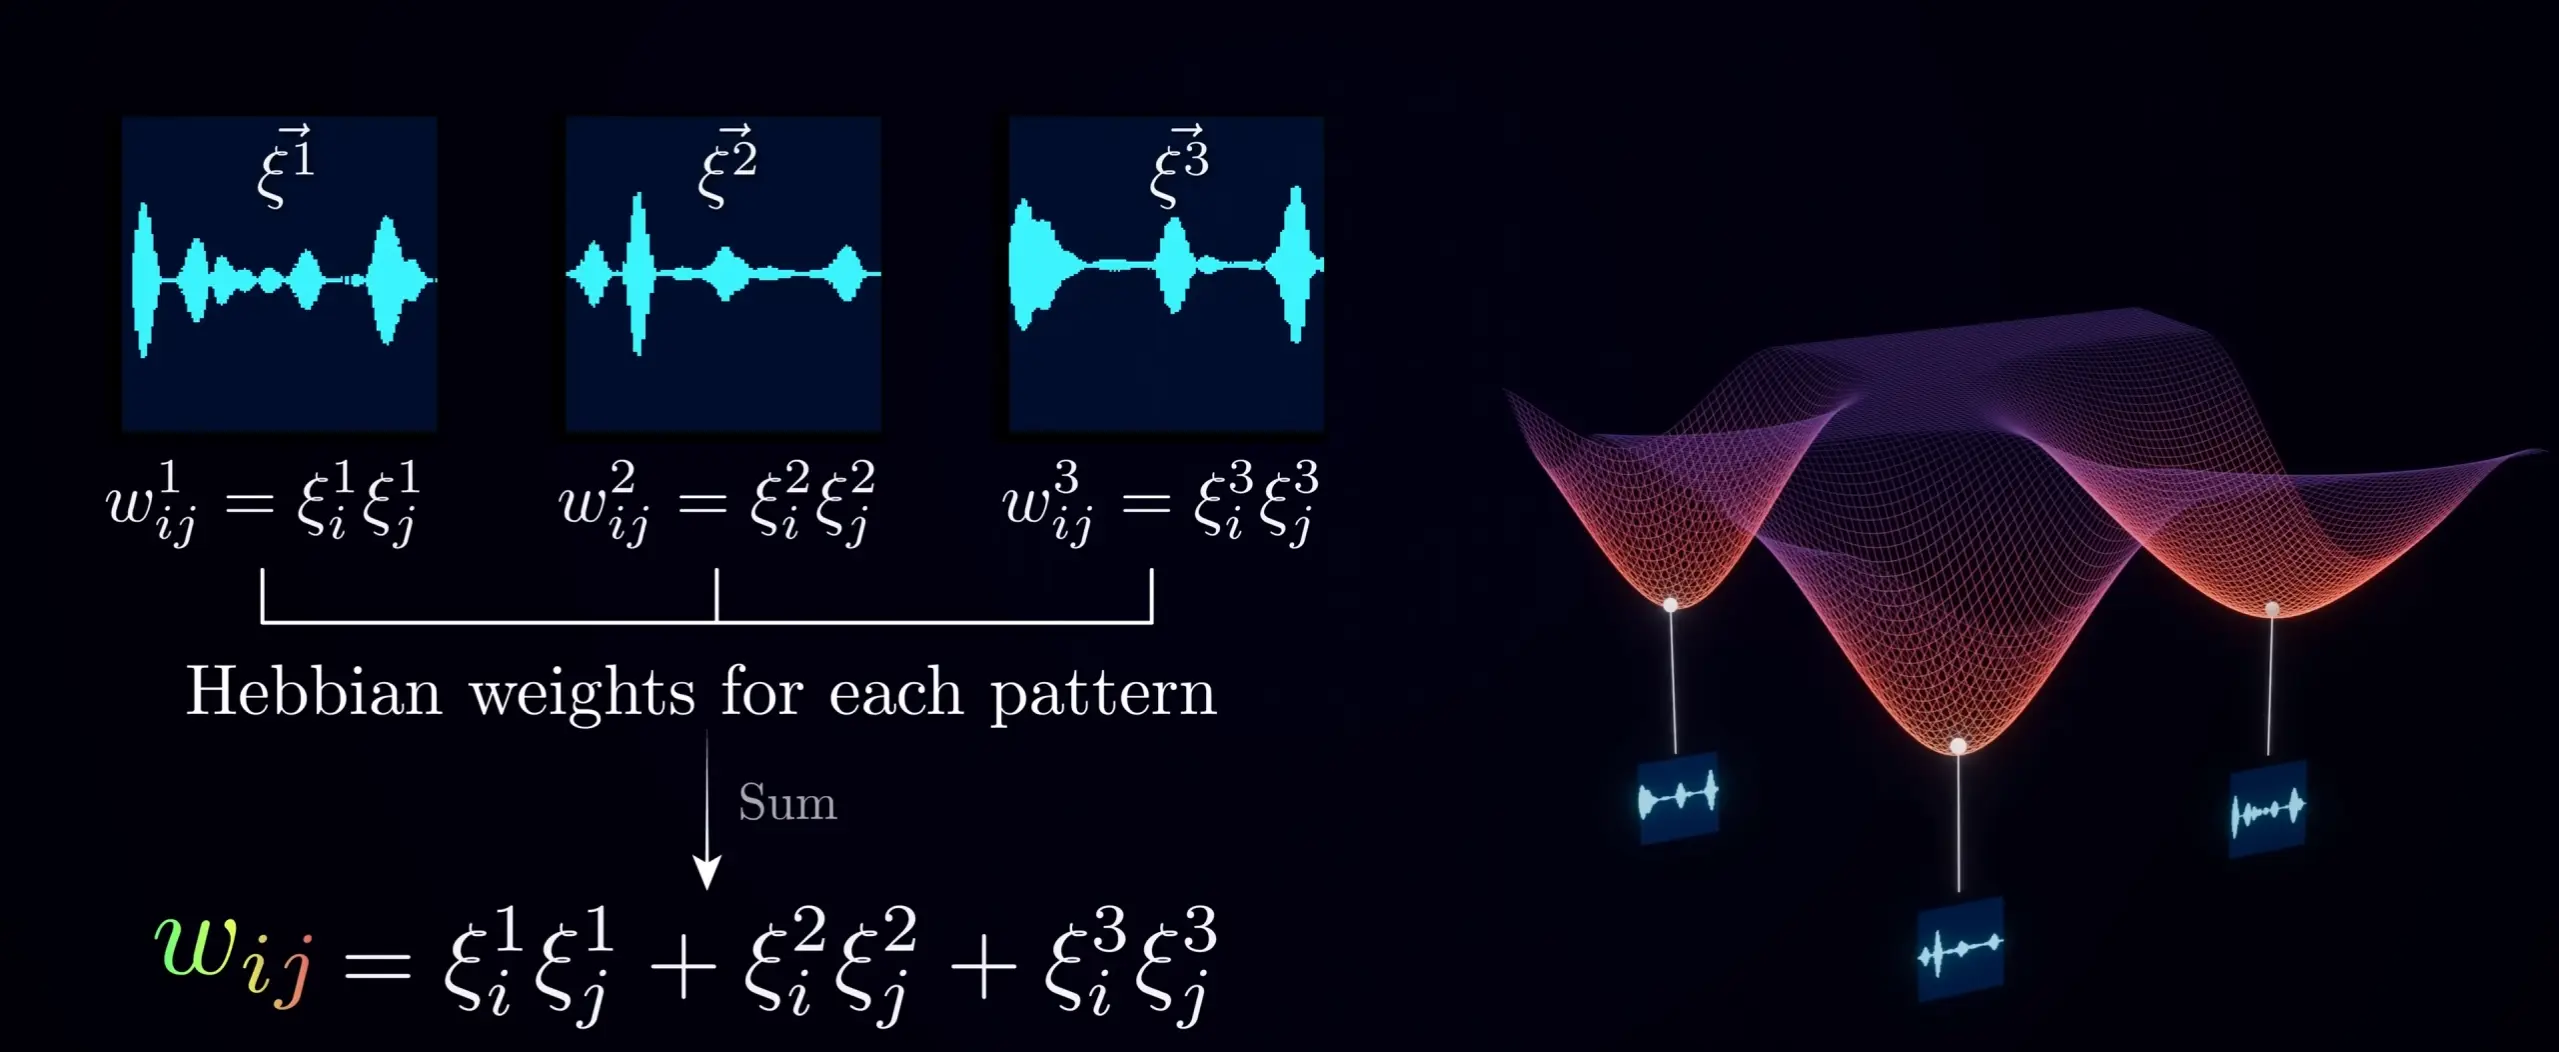 $\vec{\xi^1}$ $\vec{\xi^2}$ $\vec{\xi^3}$
$w_{ij}^1 = \xi_i^1 \xi_j^1$ $w_{ij}^2 = \xi_i^2 \xi_j^2$ $w_{ij}^3 = \xi_i^3 \xi_j^3$
Hebbian weights for each pattern
Sum
$w_{ij} = \xi_i^1 \xi_j^1 + \xi_i^2 \xi_j^2 + \xi_i^3 \xi_j^3$